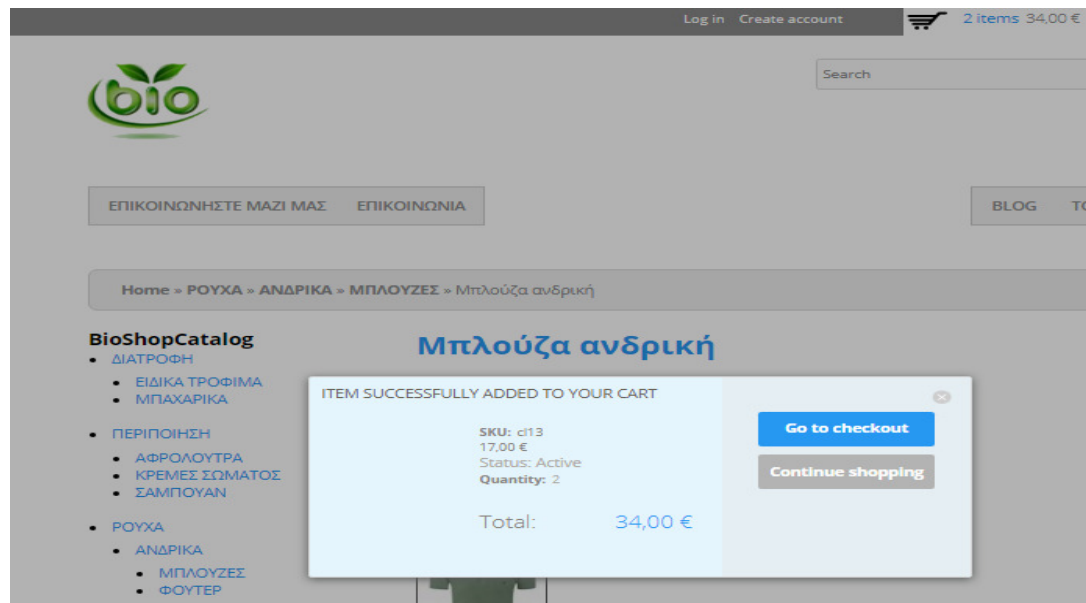 Log in Create account 2 items 34,00 €
bio
Search
ΕΠΙΚΟΙΝΩΝΗΣΤΕ ΜΑΖΙ ΜΑΣ ΕΠΙΚΟΙΝΩΝΙΑ BLOG
Home » ΡΟΥΧΑ » ΑΝΔΡΙΚΑ » ΜΠΛΟΥΖΕΣ » Μπλούζα ανδρική
BioShopCatalog
ΔΙΑΤΡΟΦΗ
ΕΙΔΙΚΑ ΤΡΟΦΙΜΑ
ΜΠΑΧΑΡΙΚΑ
ΠΕΡΙΠΟΙΗΣΗ
ΑΦΡΟΛΟΥΤΡΑ
ΚΡΕΜΕΣ ΣΩΜΑΤΟΣ
ΣΑΜΠΟΥΑΝ
ΡΟΥΧΑ
ΑΝΔΡΙΚΑ
ΜΠΛΟΥΖΕΣ
ΦΟΥΤΕΡ
Μπλούζα ανδρική
ITEM SUCCESSFULLY ADDED TO YOUR CART
SKU: cl13
17,00 €
Status: Active
Quantity: 2
Total: 34,00 €
Go to checkout
Continue shopping